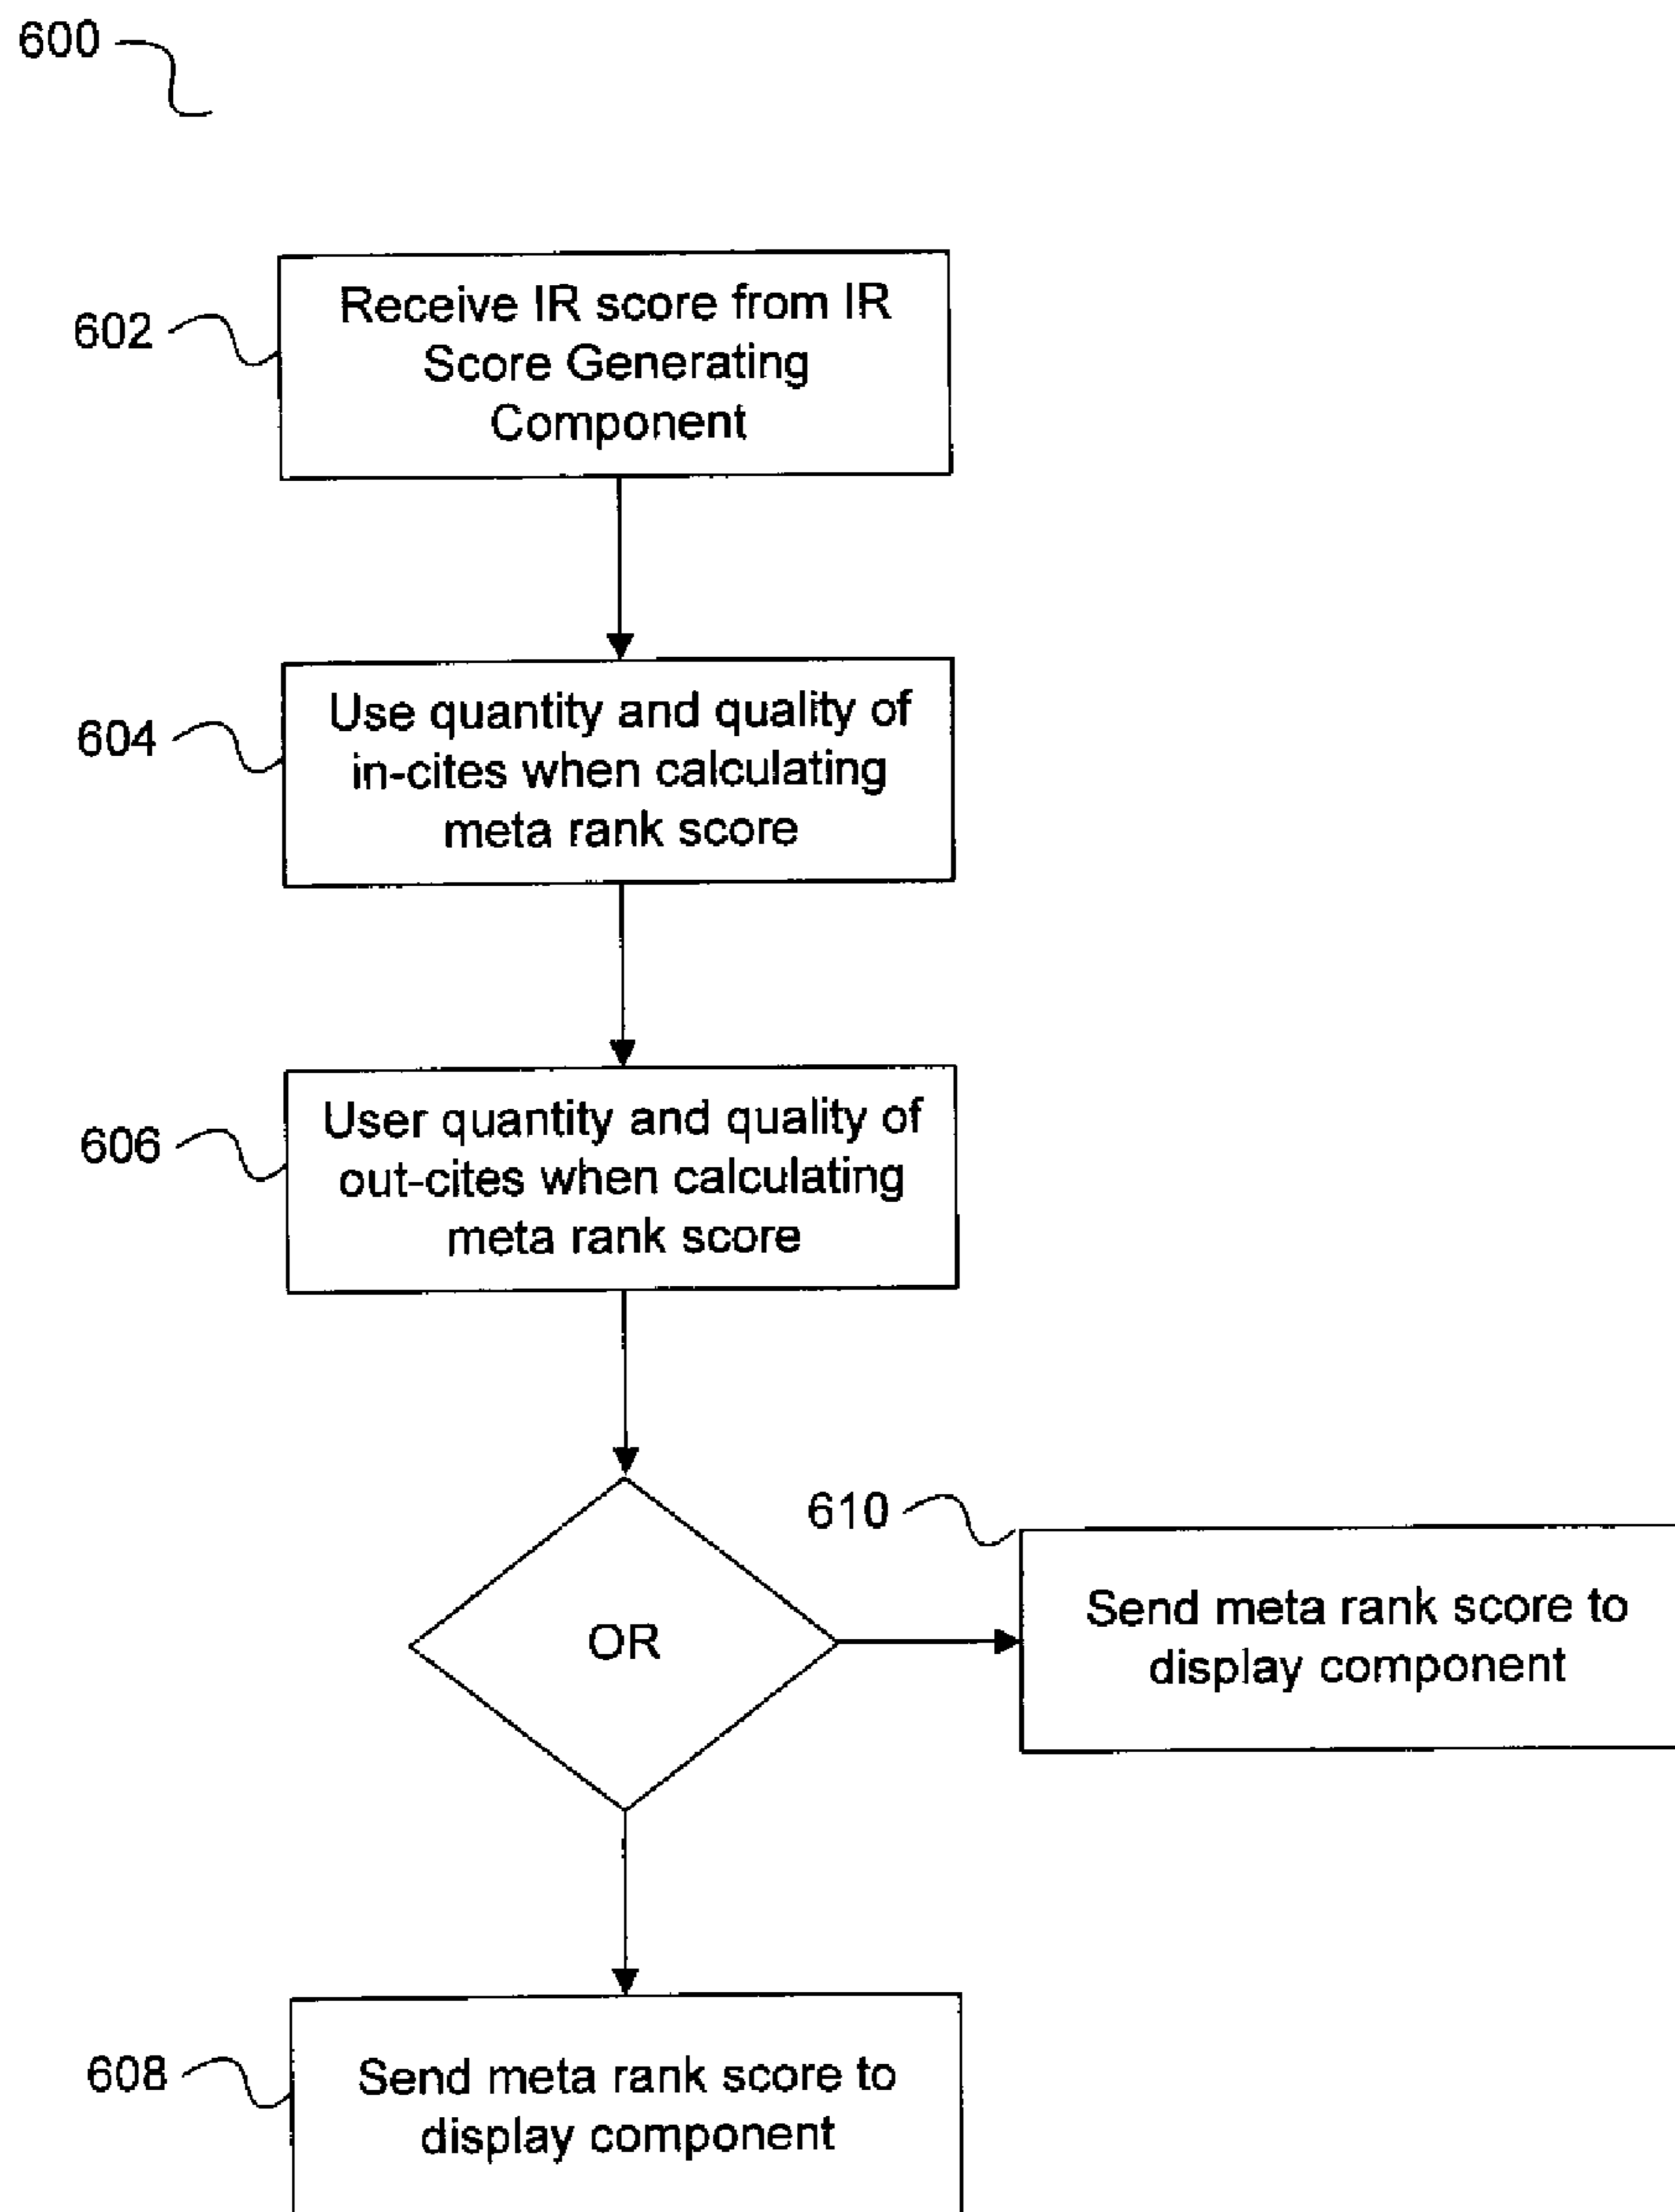 600
602
Receive IR score from IR
Score Generating
Component
604
Use quantity and quality of
in-cites when calculating
meta rank score
606
User quantity and quality of
out-cites when calculating
meta rank score
OR
610
Send meta rank score to
display component
608
Send meta rank score to
display component